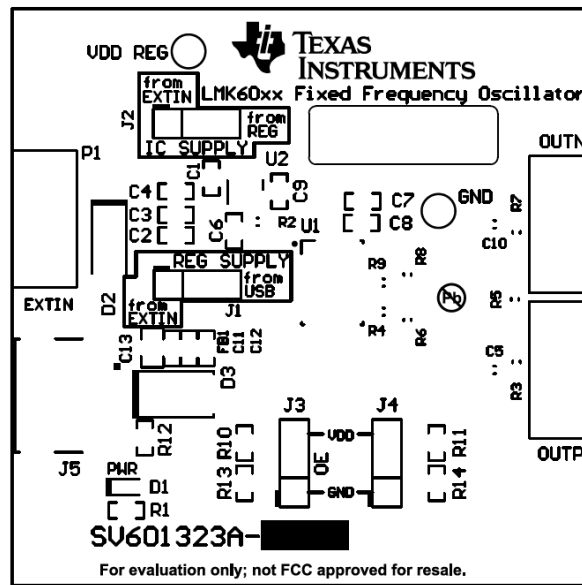 TEXAS
INSTRUMENTS
VDD REG
from
EXTIN
LMK60xx Fixed Frequency Oscillator
J2
from
REG
IC SUPPLY
P1
OUTN
C1
U2
C4
C9
C7
GND
R7
C3
C6
R2
U1
C8
C2
C10
REG SUPPLY
R8
R9
from
USB
Pb
EXTIN
D2
from
EXTIN
J1
R5
R4
R6
C13
FB1
C11
C12
C5
D3
R3
J3
J4
R12
R10
VDD
R11
OUTP
OE
J5
PWR
R13
GND
R14
D1
R1
SV601323A-
For evaluation only; not FCC approved for resale.